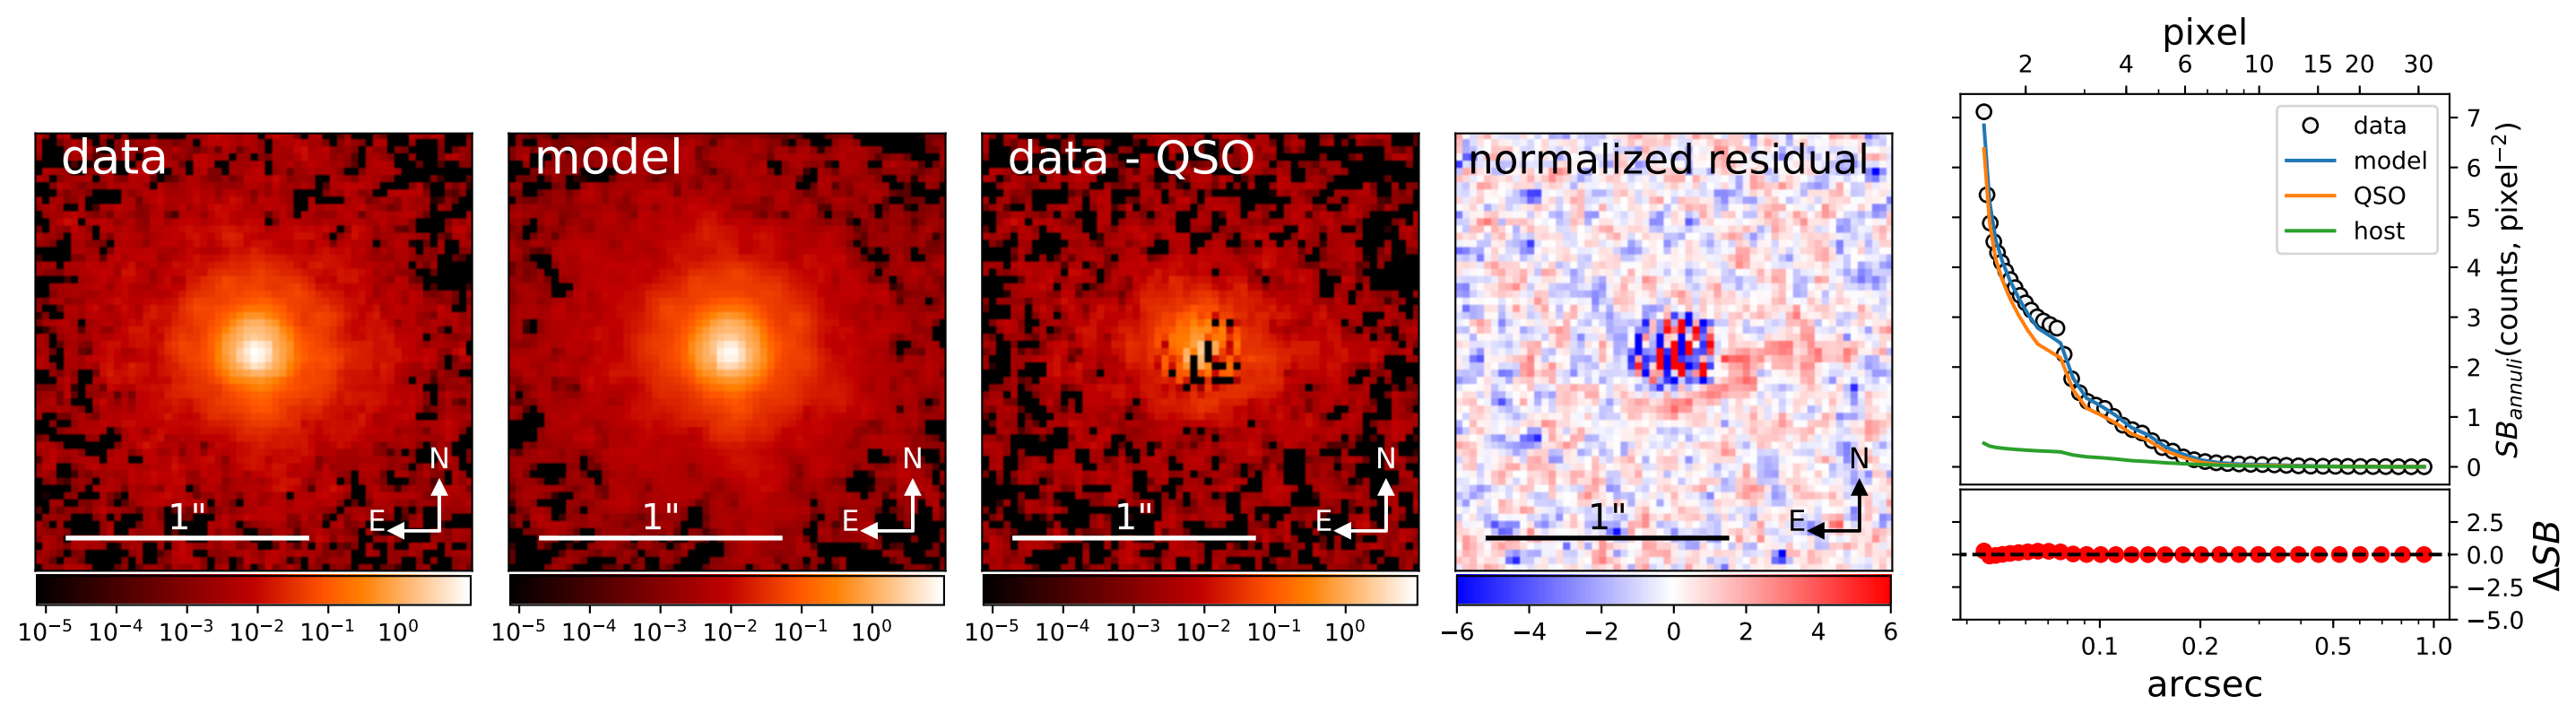 data
N
E
1"
10⁻⁵ 10⁻⁴ 10⁻³ 10⁻² 10⁻¹ 10⁰
model
N
E
1"
10⁻⁵ 10⁻⁴ 10⁻³ 10⁻² 10⁻¹ 10⁰
data - QSO
N
E
1"
10⁻⁵ 10⁻⁴ 10⁻³ 10⁻² 10⁻¹ 10⁰
normalized residual
N
E
1"
−6 −4 −2 0 2 4 6
pixel
2 4 6 10 15 20 30
data
model
QSO
host
7
6
5
4
3
2
1
0
SB_annuli(counts, pixel⁻²)
2.5
0.0
−2.5
−5.0
ΔSB
0.1 0.2 0.5 1.0
arcsec